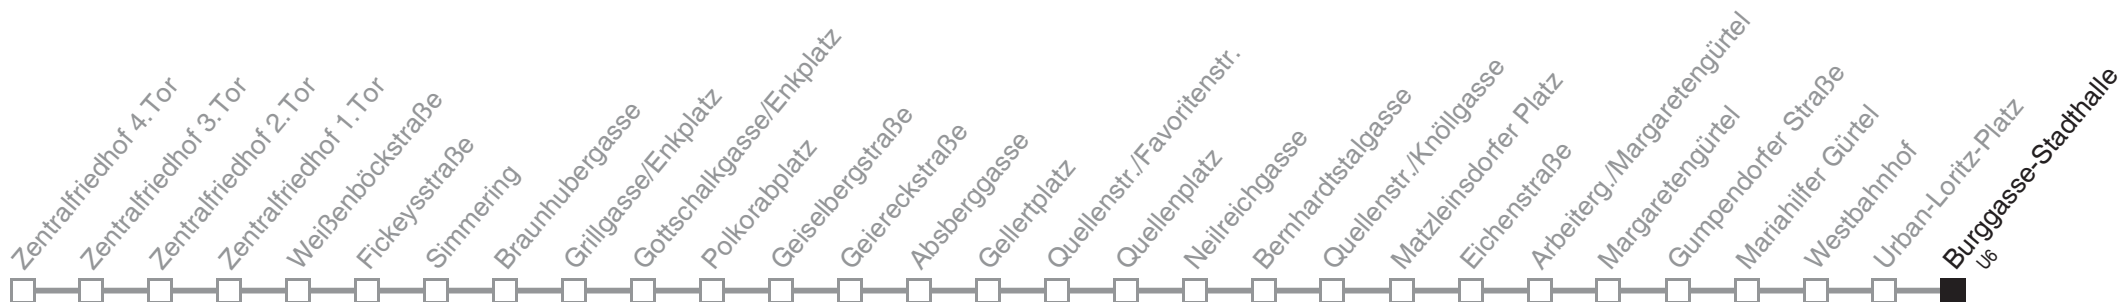 Zentralfriedhof 4.Tor
Zentralfriedhof 3.Tor
Zentralfriedhof 2.Tor
Zentralfriedhof 1.Tor
Weißenböckstraße
Fickeysstraße
Simmering
Braunhubergasse
Grillgasse/Enkplatz
Gottschalkgasse/Enkplatz
Polkorabplatz
Geiselbergstraße
Geiereckstraße
Absberggasse
Gellertplatz
Quellenstr./Favoritenstr.
Quellenplatz
Neilreichgasse
Bernhardtstalgasse
Quellenstr./Knöllgasse
Matzleinsdorfer Platz
Eichenstraße
Arbeiterg./Margaretengürtel
Margaretengürtel
Gumpendorfer Straße
Mariahilfer Gürtel
Westbahnhof
Urban-Loritz-Platz
Burggasse-Stadthalle
U6